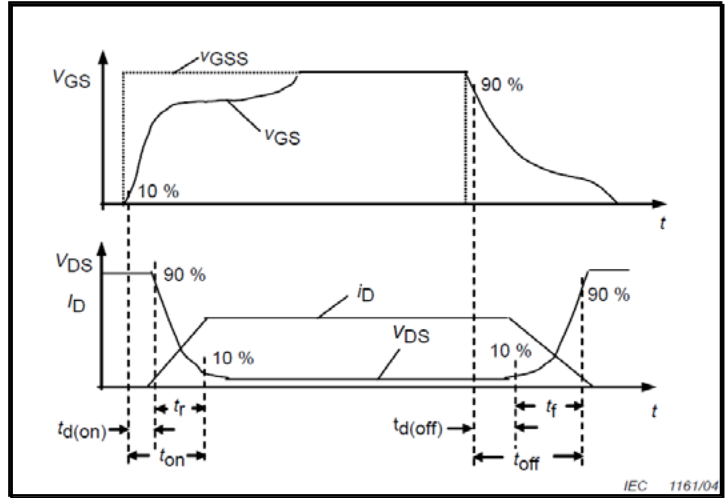 VGSS
VGS
90 %
vGS
10 %
t
VDS
90 %
ID
iD
90 %
VDS
10 %
10 %
tr
tf
t
td(on)
td(off)
ton
toff
IEC 1161/04